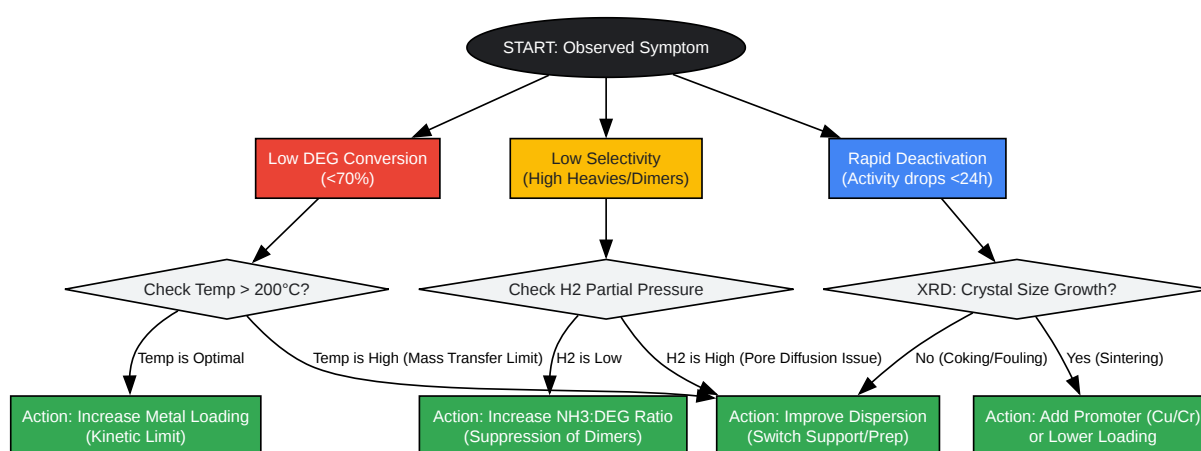 START: Observed Symptom
Low DEG Conversion
(<70%)
Low Selectivity
(High Heavies/Dimers)
Rapid Deactivation
(Activity drops <24h)
Check Temp > 200°C?
Check H2 Partial Pressure
XRD: Crystal Size Growth?
Temp is Optimal
Temp is High (Mass Transfer Limit)
H2 is Low
H2 is High (Pore Diffusion Issue)
No (Coking/Fouling)
Yes (Sintering)
Action: Increase Metal Loading
(Kinetic Limit)
Action: Increase NH3:DEG Ratio
(Suppression of Dimers)
Action: Improve Dispersion
(Switch Support/Prep)
Action: Add Promoter (Cu/Cr)
or Lower Loading